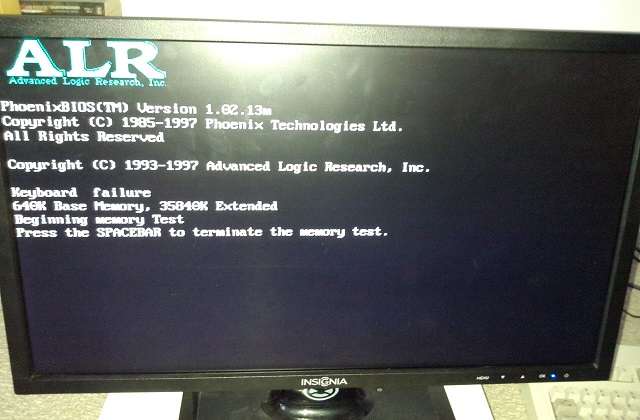 ALR
Advanced Logic Research, Inc.
PhoenixBIOS(TM) Version 1.02.13m
Copyright (C) 1985-1997 Phoenix Technologies Ltd.
All Rights Reserved
Copyright (C) 1993-1997 Advanced Logic Research, Inc.
Keyboard failure
640K Base Memory, 35840K Extended
Beginning memory Test
Press the SPACEBAR to terminate the memory test.
INSIGNIA
MENU ▼ ▲ OK